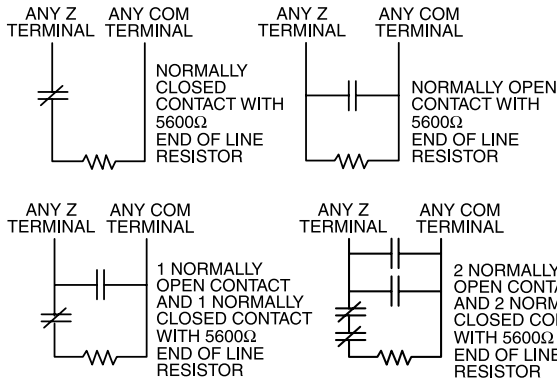 ANY Z
TERMINAL
ANY COM
TERMINAL
NORMALLY
CLOSED
CONTACT WITH
5600Ω
END OF LINE
RESISTOR
ANY Z
TERMINAL
ANY COM
TERMINAL
NORMALLY OPEN
CONTACT WITH
5600Ω
END OF LINE
RESISTOR
ANY Z
TERMINAL
ANY COM
TERMINAL
1 NORMALLY
OPEN CONTACT
AND 1 NORMALLY
CLOSED CONTACT
WITH 5600Ω
END OF LINE
RESISTOR
ANY Z
TERMINAL
ANY COM
TERMINAL
2 NORMALLY
OPEN
AND 2
CLOSED
WITH 5600Ω
END OF LINE
RESISTOR